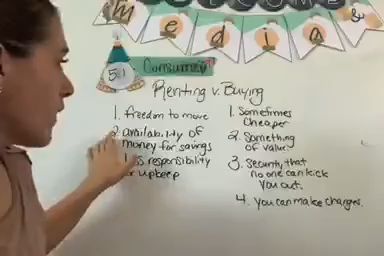 WELCOME
Media &
5.1 Consumer
Renting v. Buying
1. freedom to move
2. availability of
money for savings
responsibility
upkeep
1. Sometimes
cheaper
2. Something
of value
3. Security that
no one can kick
you out.
4. you can make changes.